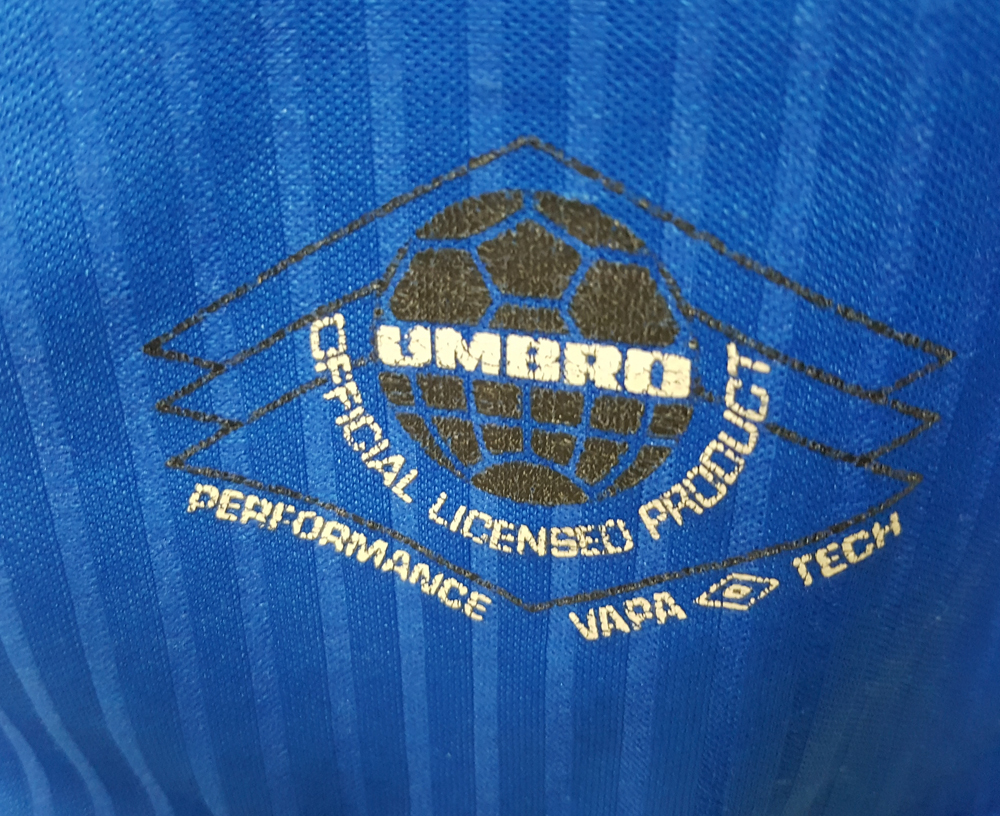 UMBRO
OFFICIAL LICENSED PRODUCT
PERFORMANCE
VAPA TECH